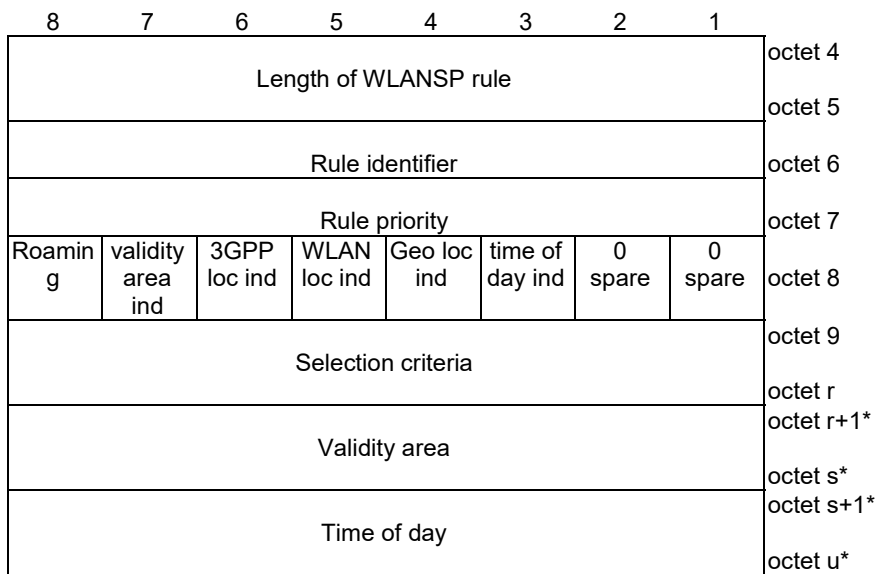 8 7 6 5 4 3 2 1
octet 4
Length of WLANSP rule
octet 5
Rule identifier octet 6
Rule priority octet 7
Roamin validity 3GPP WLAN Geo loc time of 0 0
g area loc ind loc ind ind day ind spare spare octet 8
ind
octet 9
Selection criteria
octet r
octet r+1*
Validity area
octet s*
octet s+1*
Time of day
octet u*